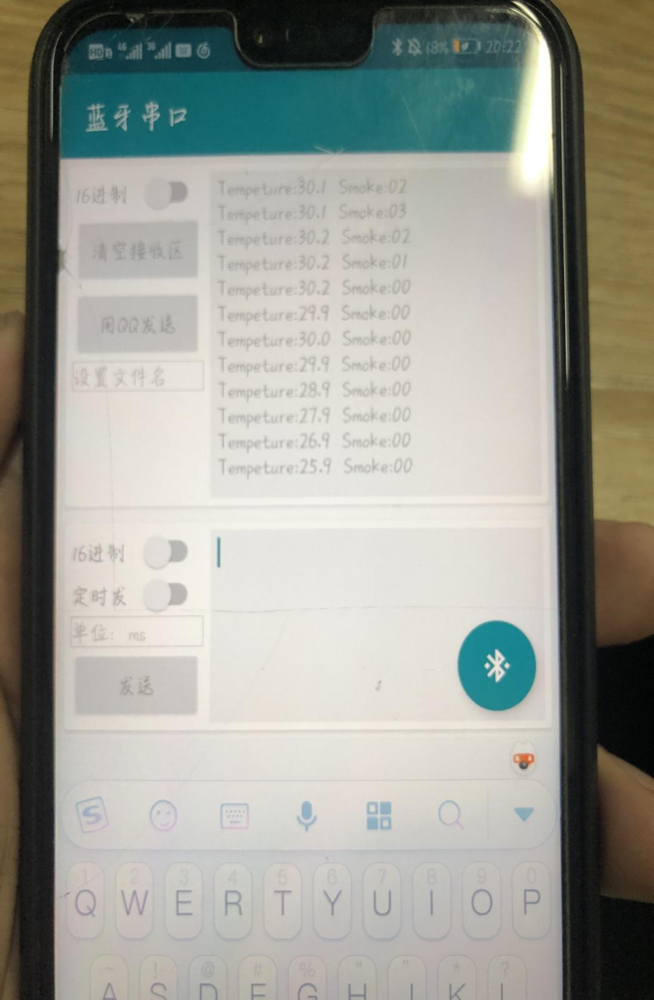 HD 4G 3G 18% 20:22
蓝牙串口
16进制
清空接收区
用QQ发送
设置文件名
Tempeture:30.1 Smoke:02
Tempeture:30.1 Smoke:03
Tempeture:30.2 Smoke:02
Tempeture:30.2 Smoke:01
Tempeture:30.2 Smoke:00
Tempeture:29.9 Smoke:00
Tempeture:30.0 Smoke:00
Tempeture:29.9 Smoke:00
Tempeture:28.9 Smoke:00
Tempeture:27.9 Smoke:00
Tempeture:26.9 Smoke:00
Tempeture:25.9 Smoke:00
16进制
定时发
单位: ms
发送
S
1 2 3 4 5 6 7 8 9 0
Q W E R T Y U I O P
~ ! @ # % " " * ?
A S D F G H J K L